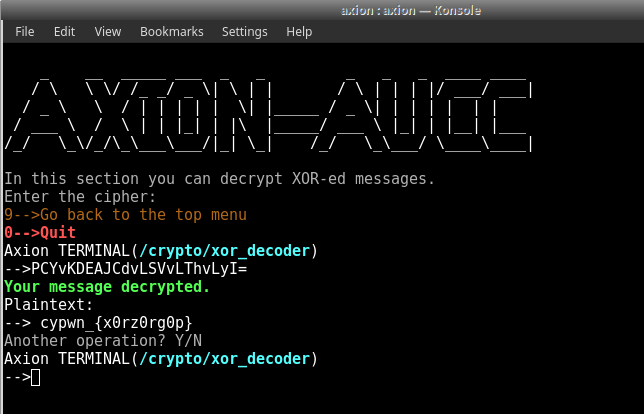 axion : axion — Konsole
File Edit View Bookmarks Settings Help
AXION-AUCC
In this section you can decrypt XOR-ed messages.
Enter the cipher:
9-->Go back to the top menu
0-->Quit
Axion TERMINAL(/crypto/xor_decoder)
-->PCYvKDEAJCdvLSVvLThvLyI=
Your message decrypted.
Plaintext:
--> cypwn_{x0rz0rg0p}
Another operation? Y/N
Axion TERMINAL(/crypto/xor_decoder)
-->